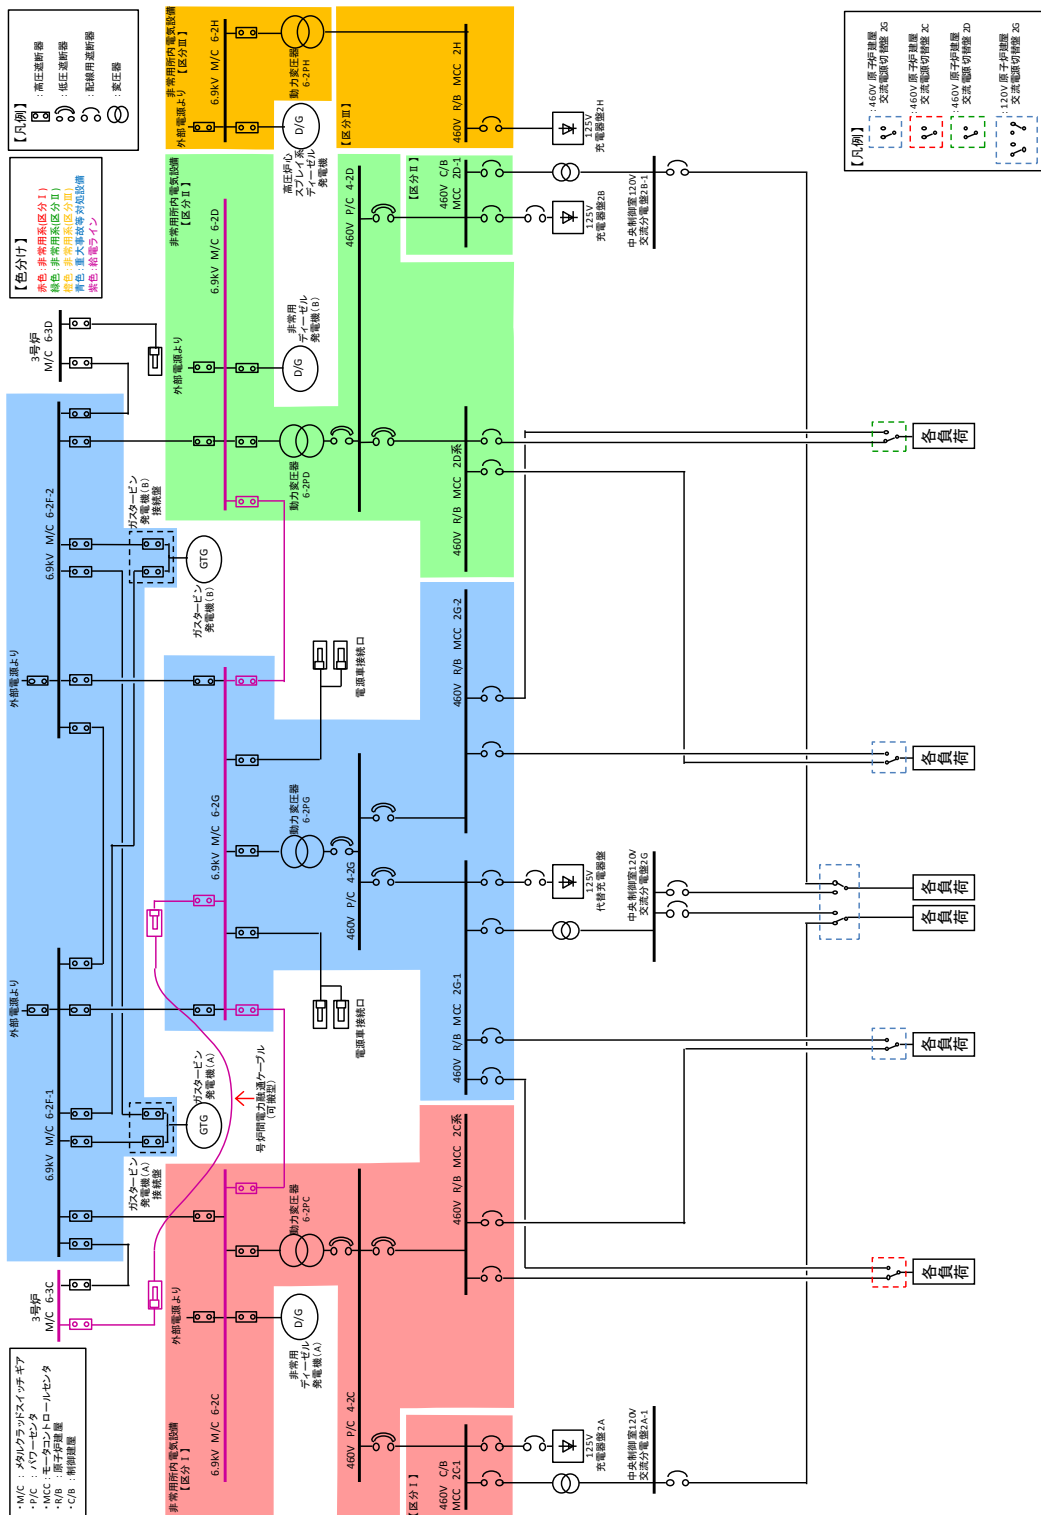 ・M/C ：メタルクラッドスイッチギア
・P/C ：パワーセンタ
・MCC ：モータコントロールセンタ
・R/B ：原子炉建屋
・C/B ：制御建屋
3号炉
M/C 6-3C
3号炉
M/C 6-3D
【色分け】
赤色：非常用系(区分Ⅰ)
緑色：非常用系(区分Ⅱ)
橙色：非常用系(区分Ⅲ)
青色：重大事故等対処設備
紫色：給電ライン
【凡例】
：高圧遮断器
：低圧遮断器
：配線用遮断器
：変圧器
外部電源より
6.9kV M/C 6-2F-1
外部電源より
6.9kV M/C 6-2F-2
ガスタービン
発電機(A)
接続盤
GTG
ガスタービン
発電機(A)
ガスタービン
発電機(B)
接続盤
GTG
ガスタービン
発電機(B)
非常用所内電気設備
【区分Ⅰ】
外部電源より
6.9kV M/C 6-2C
D/G
非常用
ディーゼル
発電機(A)
動力変圧器
6-2PC
460V P/C 4-2C
【区分Ⅰ】
460V C/B
MCC 2C-1
460V R/B MCC 2C系
号炉間電力融通ケーブル
(可搬型)
6.9kV M/C 6-2G
電源車接続口
動力変圧器
6-2PG
電源車接続口
460V P/C 4-2G
460V R/B MCC 2G-1
460V R/B MCC 2G-2
非常用所内電気設備
【区分Ⅱ】
外部電源より
6.9kV M/C 6-2D
動力変圧器
6-2PD
D/G
非常用
ディーゼル
発電機(B)
460V P/C 4-2D
460V R/B MCC 2D系
【区分Ⅱ】
460V C/B
MCC 2D-1
非常用所内電気設備
【区分Ⅲ】
外部電源より
6.9kV M/C 6-2H
D/G
高圧炉心
スプレイ系
ディーゼル
発電機
動力変圧器
6-2PH
【区分Ⅲ】
460V R/B MCC 2H
125V
充電器盤2A
中央制御室120V
交流分電盤2A-1
125V
代替充電器盤
中央制御室120V
交流分電盤2G
125V
充電器盤2B
中央制御室120V
交流分電盤2B-1
125V
充電器盤2H
各負荷
各負荷
各負荷
各負荷
各負荷
各負荷
【凡例】
：460V原子炉建屋
交流電源切替盤 2G
：460V原子炉建屋
交流電源切替盤 2C
：460V原子炉建屋
交流電源切替盤 2D
：120V原子炉建屋
交流電源切替盤 2G